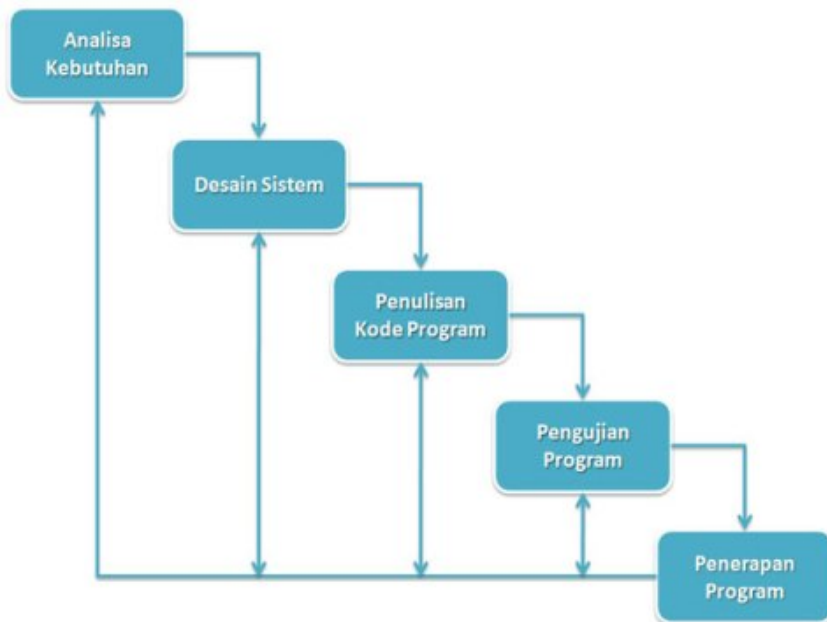 Analisa
Kebutuhan
Desain Sistem
Penulisan
Kode Program
Pengujian
Program
Penerapan
Program